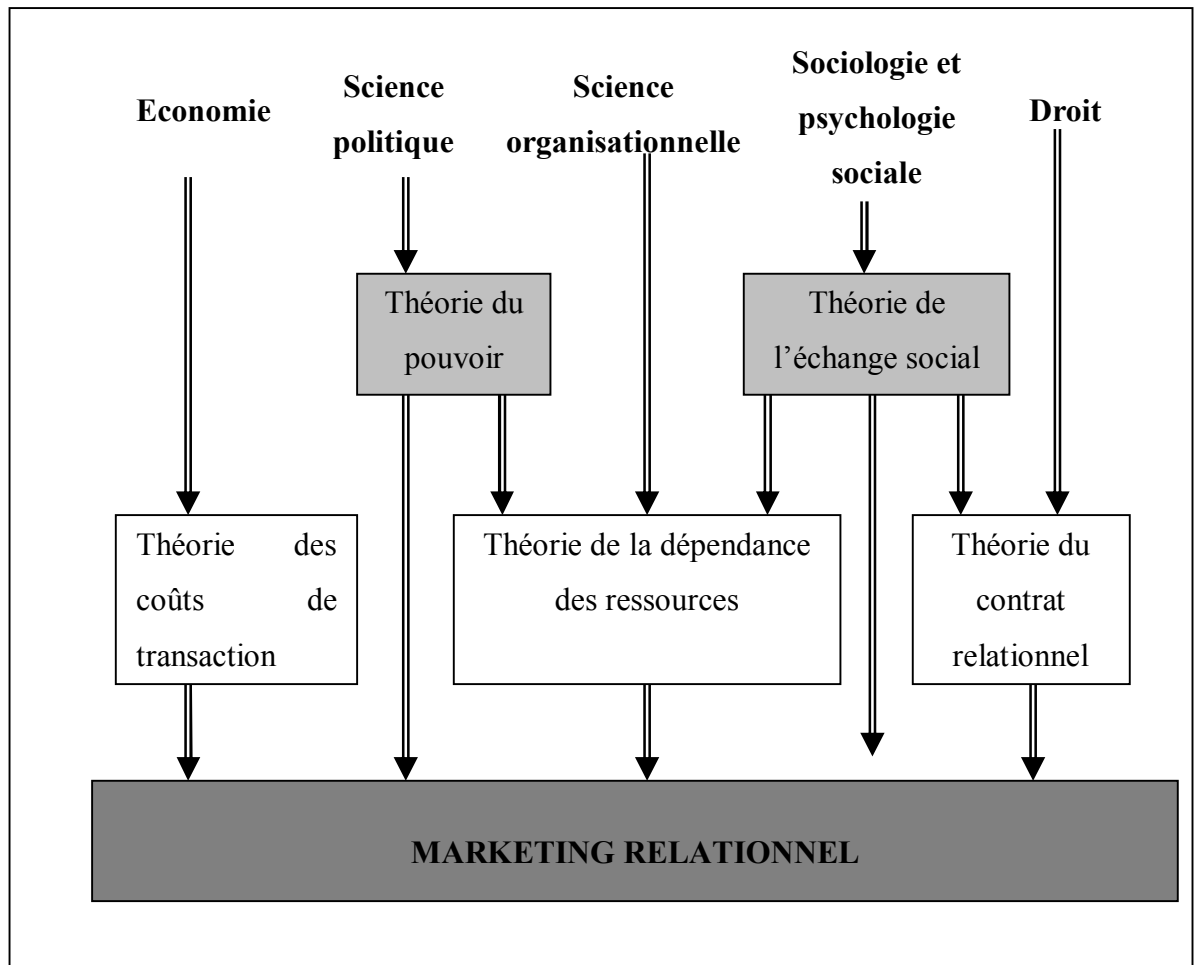 Economie
Science
politique
Science
organisationnelle
Sociologie et
psychologie
sociale
Droit
Théorie du
pouvoir
Théorie de
l’échange social
Théorie des
coûts de
transaction
Théorie de la dépendance
des ressources
Théorie du
contrat
relationnel
MARKETING RELATIONNEL